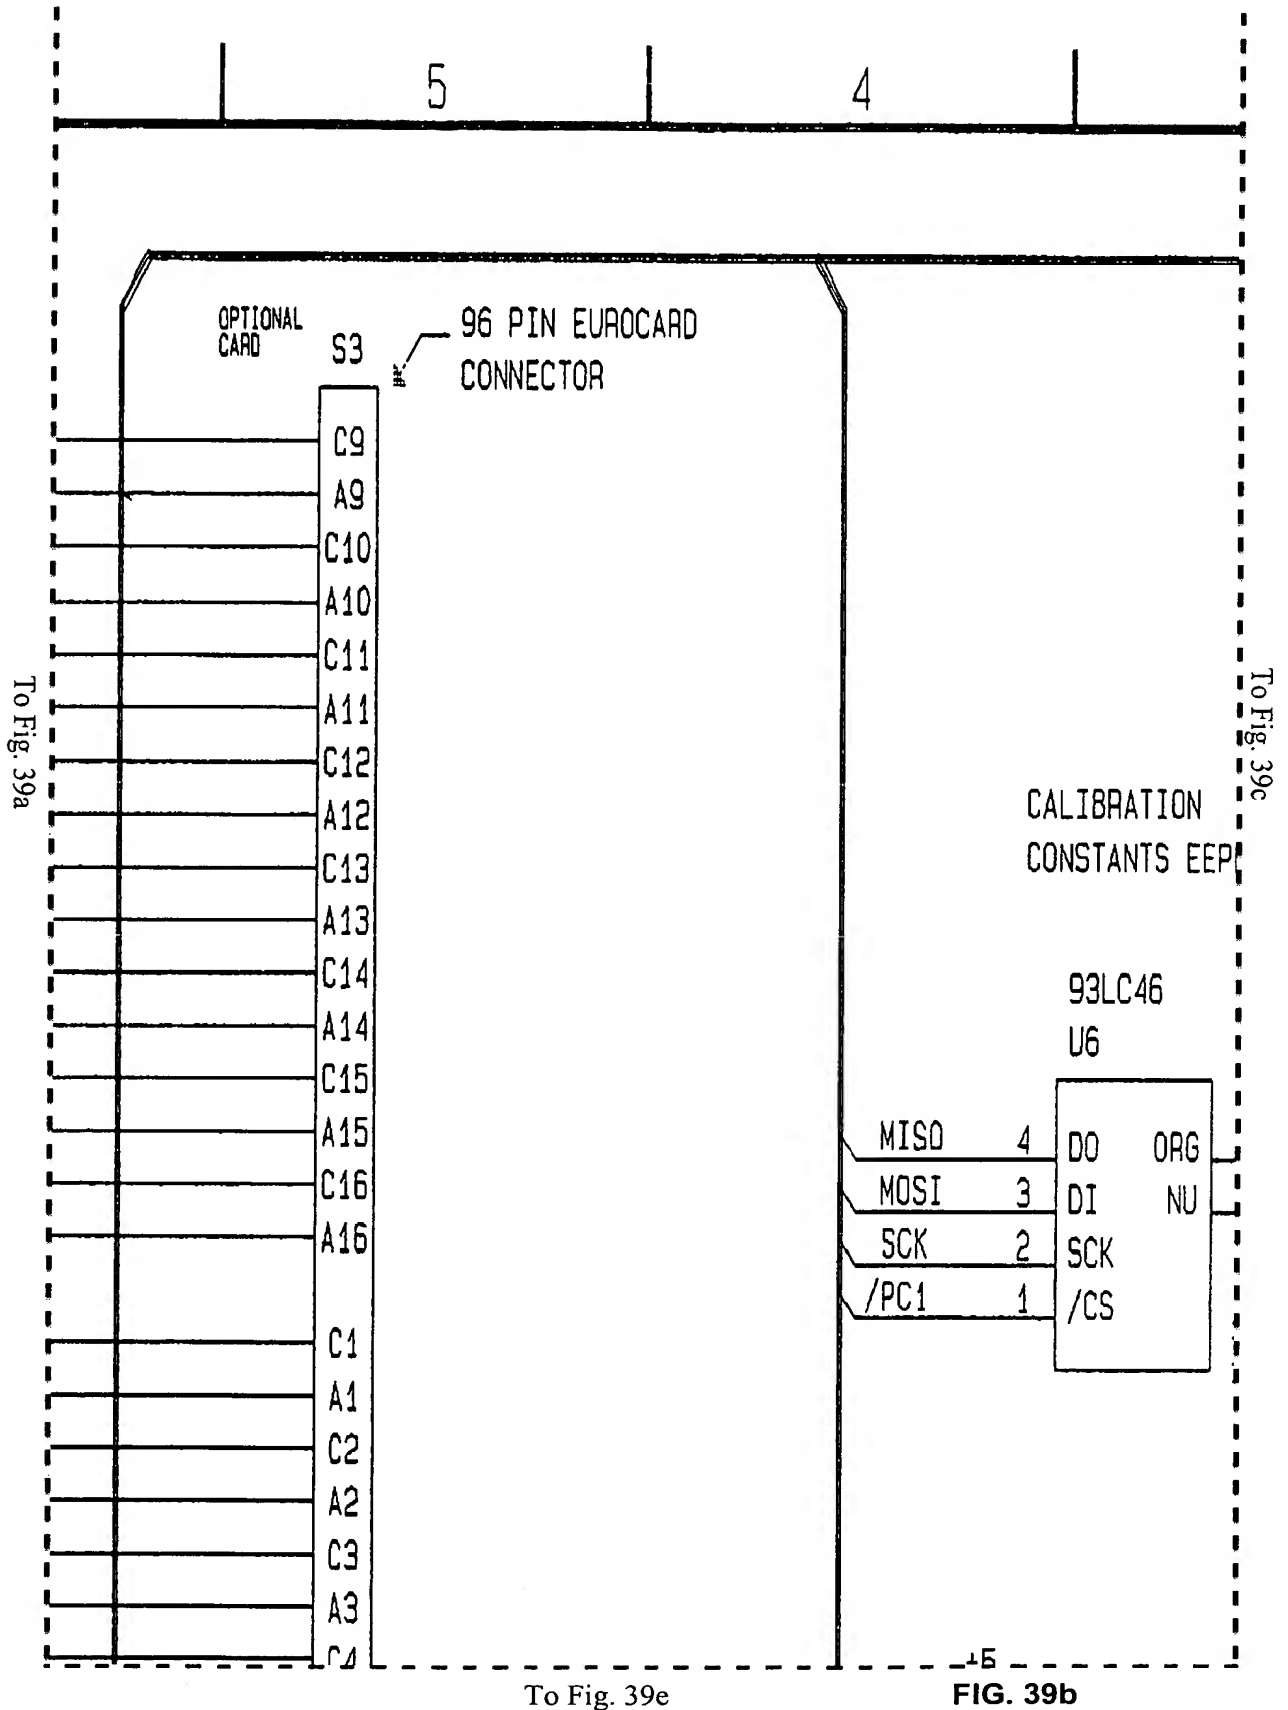 5 4
OPTIONAL
CARD
S3
96 PIN EUROCARD
CONNECTOR
C9
A9
C10
A10
C11
A11
C12
A12
C13
A13
C14
A14
C15
A15
C16
A16
C1
A1
C2
A2
C3
A3
C4
To Fig. 39a
To Fig. 39c
CALIBRATION
CONSTANTS EEP
93LC46
U6
MISO 4 DO ORG
MOSI 3 DI NU
SCK 2 SCK
/PC1 1 /CS
+5
To Fig. 39e
FIG. 39b